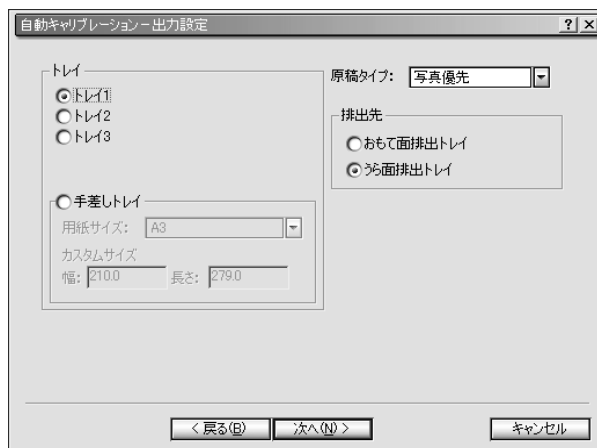 自動キャリブレーション－出力設定
トレイ
トレイ1
トレイ2
トレイ3
手差しトレイ
用紙サイズ: A3
カスタムサイズ
幅: 210.0 長さ: 279.0
原稿タイプ: 写真優先
排出先
おもて面排出トレイ
うら面排出トレイ
< 戻る(B) 次へ(N) > キャンセル